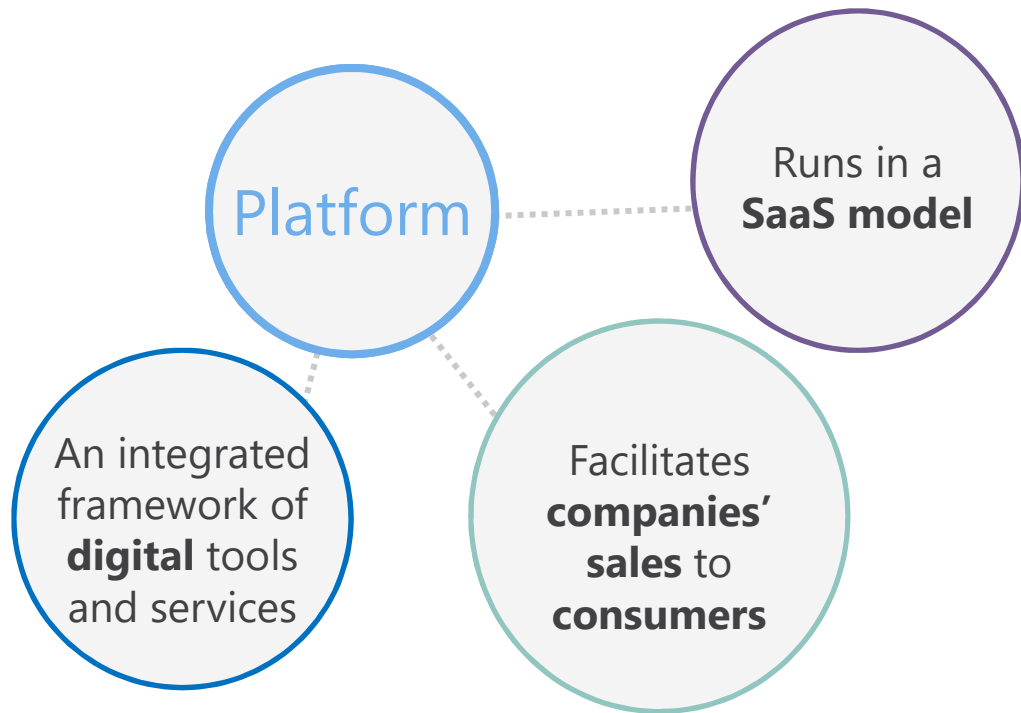 Platform
Runs in a
SaaS model
An integrated
framework of
digital tools
and services
Facilitates
companies’
sales to
consumers